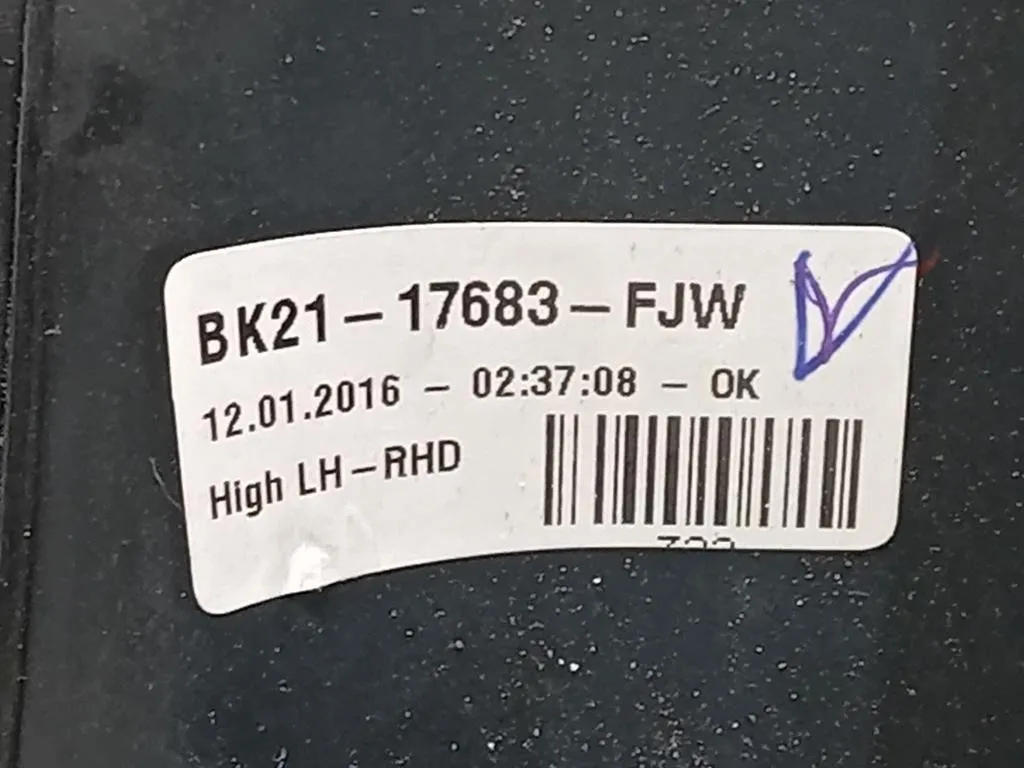 BK21-17683-FJW
12.01.2016 - 02:37:08 - OK
High LH-RHD